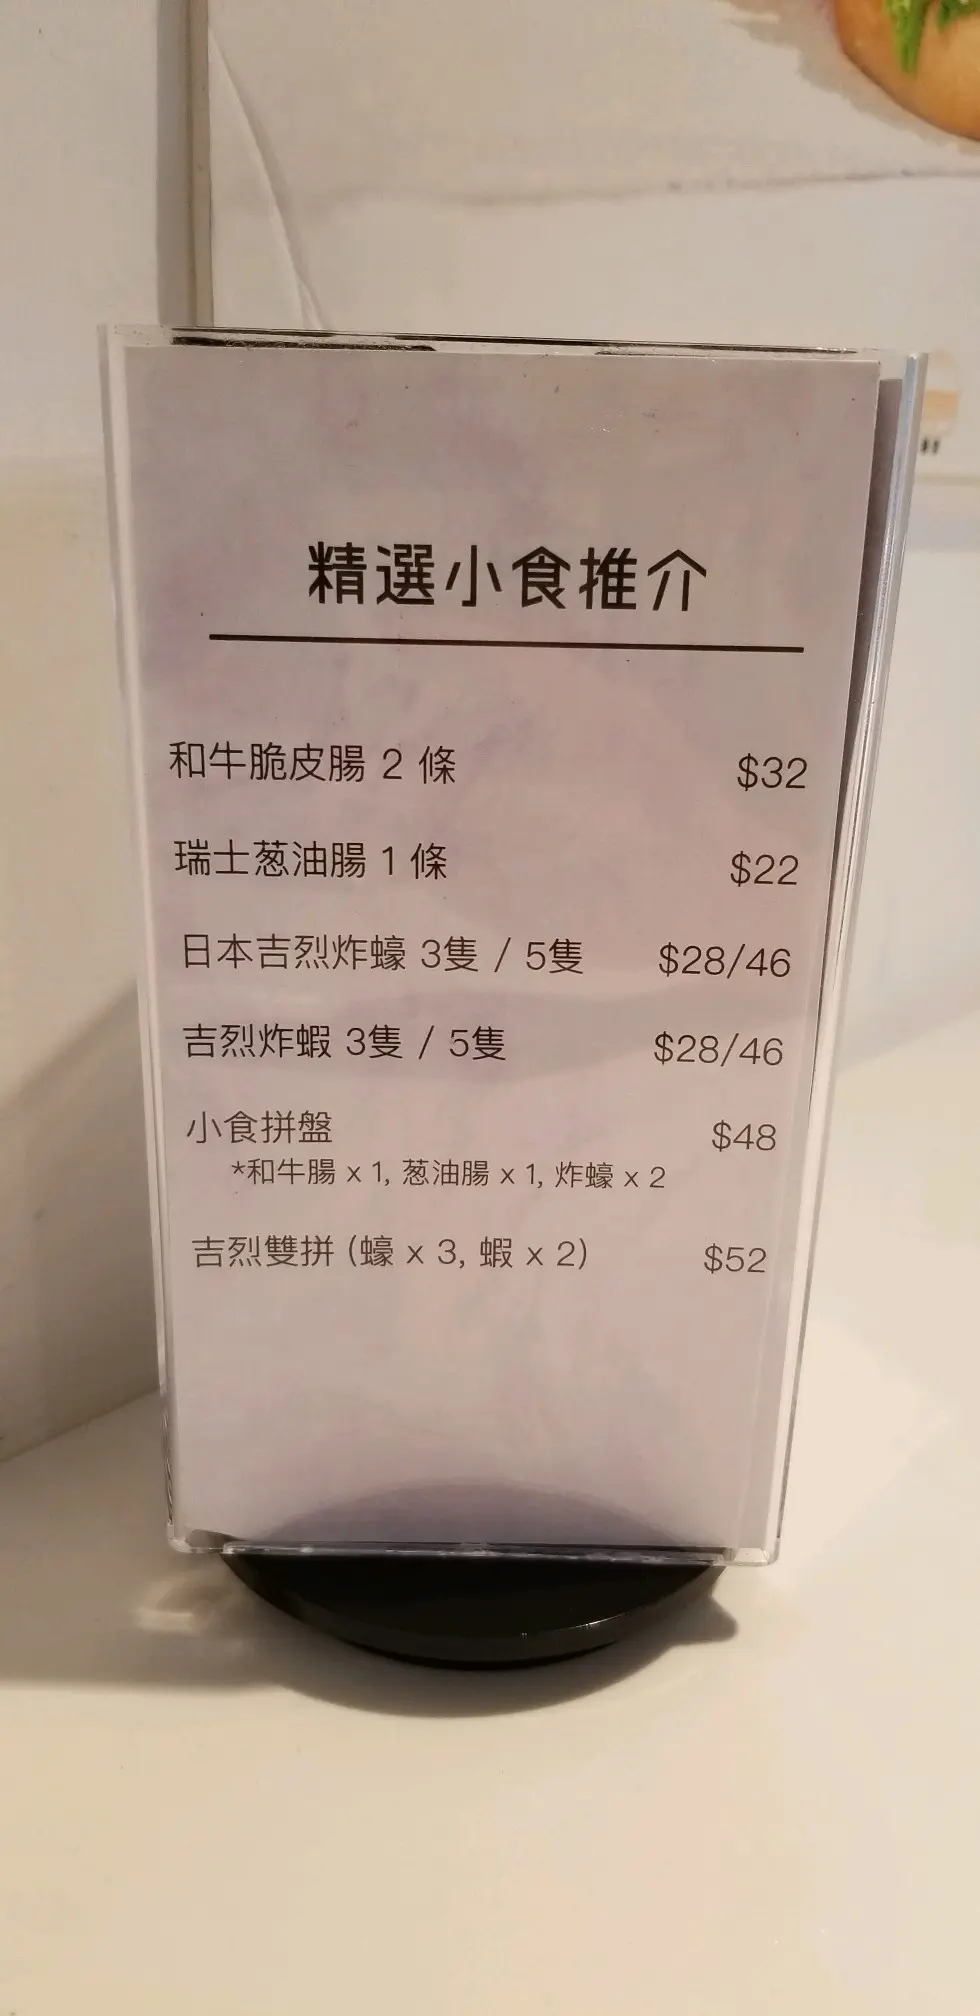 精選小食推介
和牛脆皮腸 2 條 $32
瑞士葱油腸 1 條 $22
日本吉烈炸蠔 3隻 / 5隻 $28/46
吉烈炸蝦 3隻 / 5隻 $28/46
小食拼盤 $48
*和牛腸 x 1, 葱油腸 x 1, 炸蠔 x 2
吉烈雙拼 (蠔 x 3, 蝦 x 2) $52